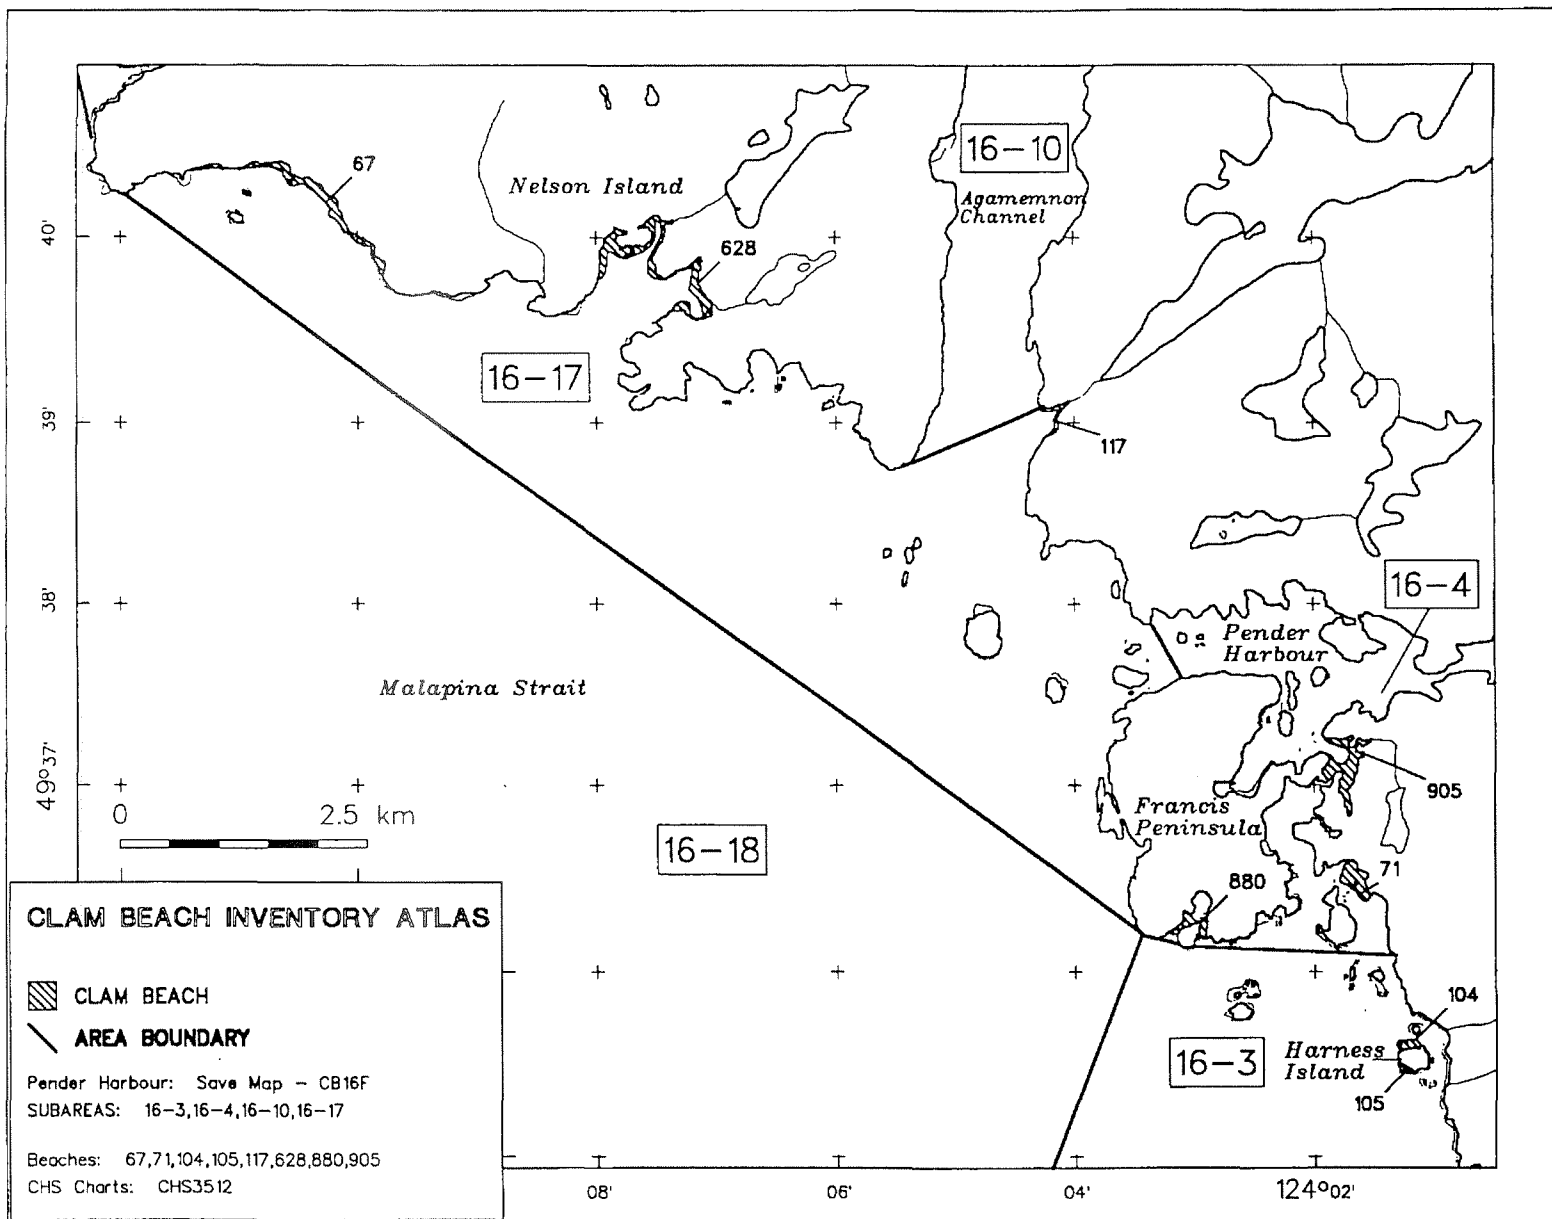 16-10
67
Nelson Island
Agamemnon
Channel
40'
628
16-17
39'
117
16-4
38'
Pender
Harbour
Malapina Strait
49°37'
905
0 2.5 km
Francis
Peninsula
16-18
71
880
CLAM BEACH INVENTORY ATLAS
CLAM BEACH
104
AREA BOUNDARY
16-3
Harness
Island
Pender Harbour: Save Map - CB16F
SUBAREAS: 16-3,16-4,16-10,16-17
105
Beaches: 67,71,104,105,117,628,880,905
CHS Charts: CHS3512
08'
06'
04'
124°02'